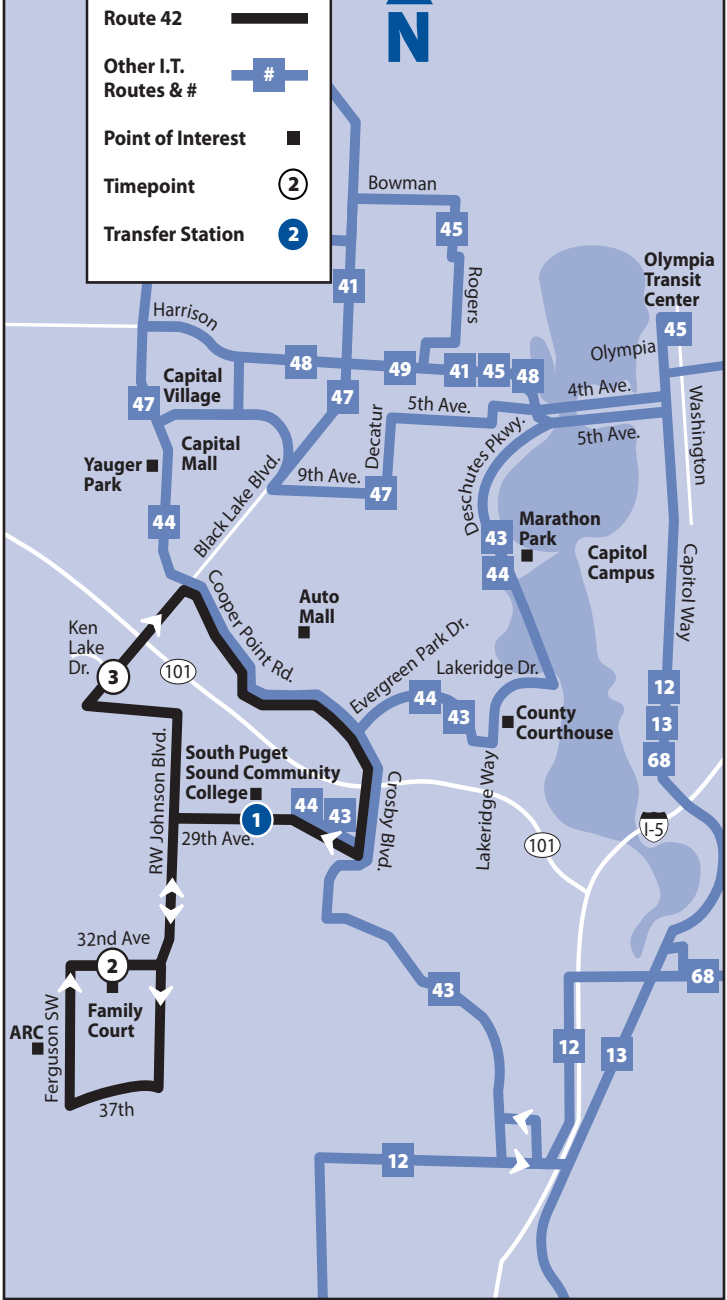 Route 42
Other I.T.
Routes & #
#
Point of Interest
Timepoint
2
Transfer Station
2
N
Bowman
45
Rogers
41
Olympia
Transit
Center
45
Harrison
48
49
41
45
48
Olympia
4th Ave.
5th Ave.
Washington
Capital
Village
47
47
5th Ave.
Decatur
Capital
Mall
Yauger
Park
9th Ave.
47
Deschutes Pkwy.
Black Lake Blvd.
44
43
Marathon
Park
44
Capitol
Campus
Capitol Way
Cooper Point Rd.
Auto
Mall
Ken
Lake
Dr.
3
101
Evergreen Park Dr.
Lakeridge Dr.
44
43
County
Courthouse
12
13
68
South Puget
Sound Community
College
1
44
43
29th Ave.
RW Johnson Blvd.
Crosby Blvd.
Lakeridge Way
101
I-5
32nd Ave
2
Family
Court
ARC
Ferguson SW
37th
43
68
12
13
12